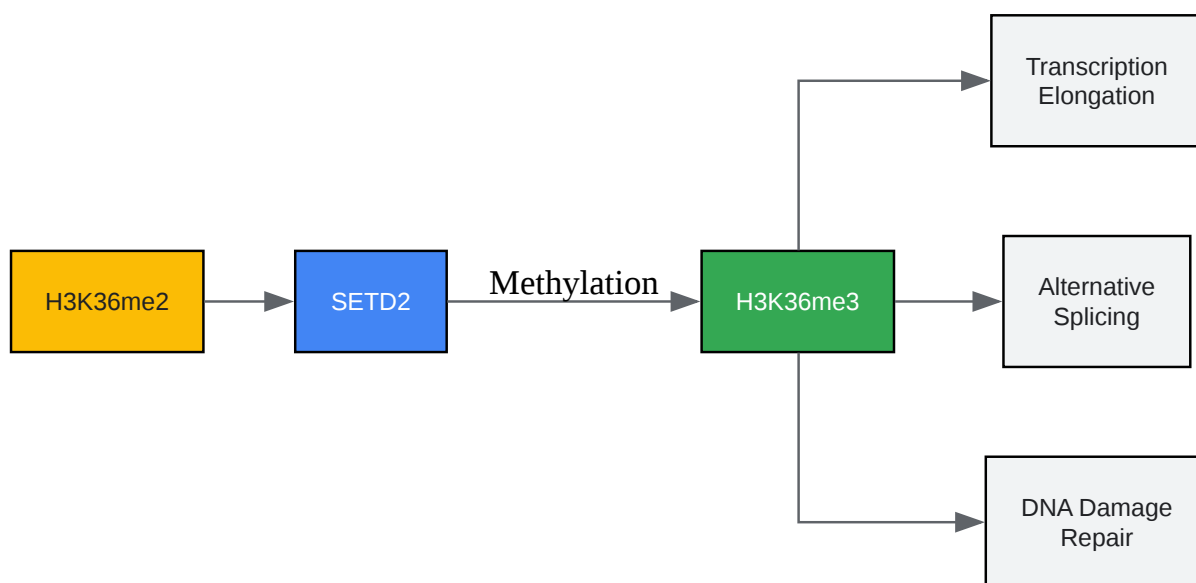 Transcription
Elongation
H3K36me2
SETD2
Methylation
H3K36me3
Alternative
Splicing
DNA Damage
Repair